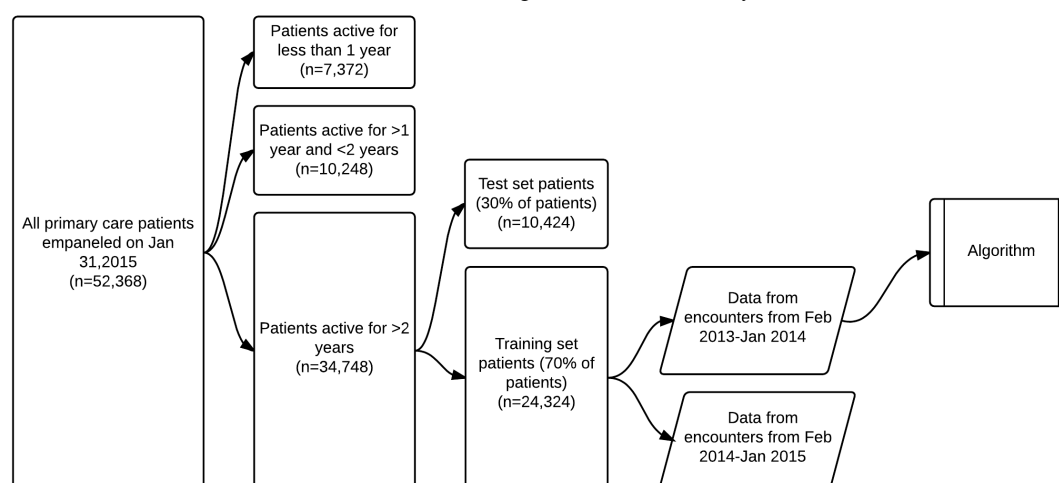 Patients active for
less than 1 year
(n=7,372)
Patients active for >1
year and <2 years
(n=10,248)
All primary care patients
empaneled on Jan
31,2015
(n=52,368)
Patients active for >2
years
(n=34,748)
Test set patients
(30% of patients)
(n=10,424)
Training set
patients (70% of
patients)
(n=24,324)
Data from
encounters from Feb
2013-Jan 2014
Data from
encounters from Feb
2014-Jan 2015
Algorithm